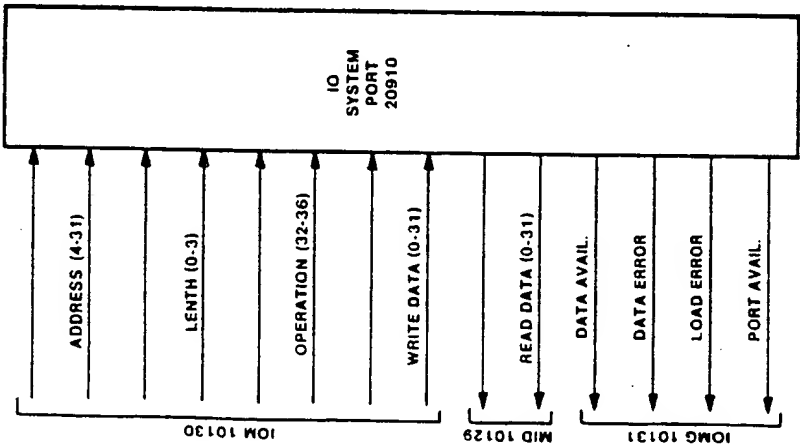 IO
SYSTEM
PORT
20910
ADDRESS (4-31)
LENTH (0-3)
OPERATION (32-36)
WRITE DATA (0-31)
READ DATA (0-31)
DATA AVAIL.
DATA ERROR
LOAD ERROR
PORT AVAIL.
IOM 10130
MID 10129
IOMG 10131